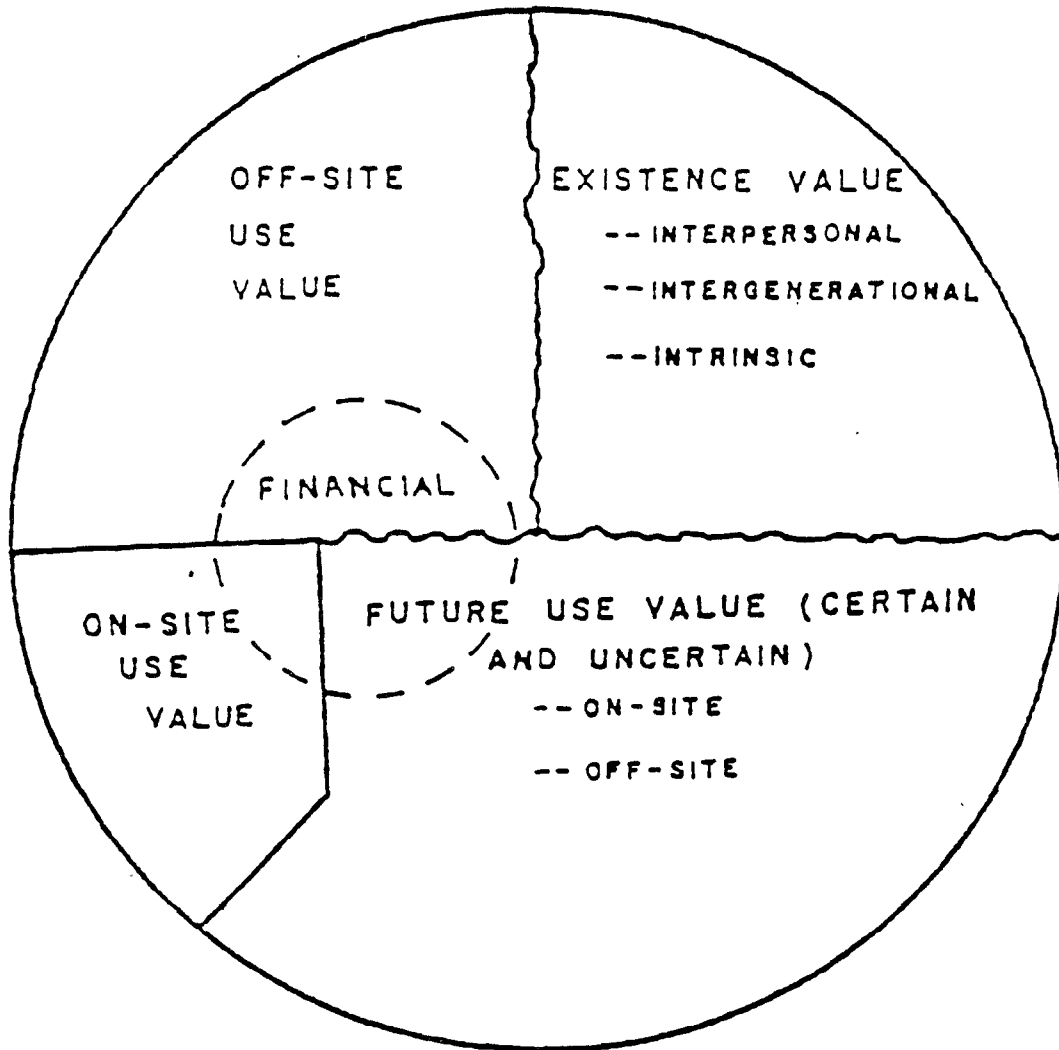 OFF-SITE
USE
VALUE
EXISTENCE VALUE
--INTERPERSONAL
--INTERGENERATIONAL
--INTRINSIC
FINANCIAL
ON-SITE
USE
VALUE
FUTURE USE VALUE (CERTAIN
AND UNCERTAIN)
--ON-SITE
--OFF-SITE